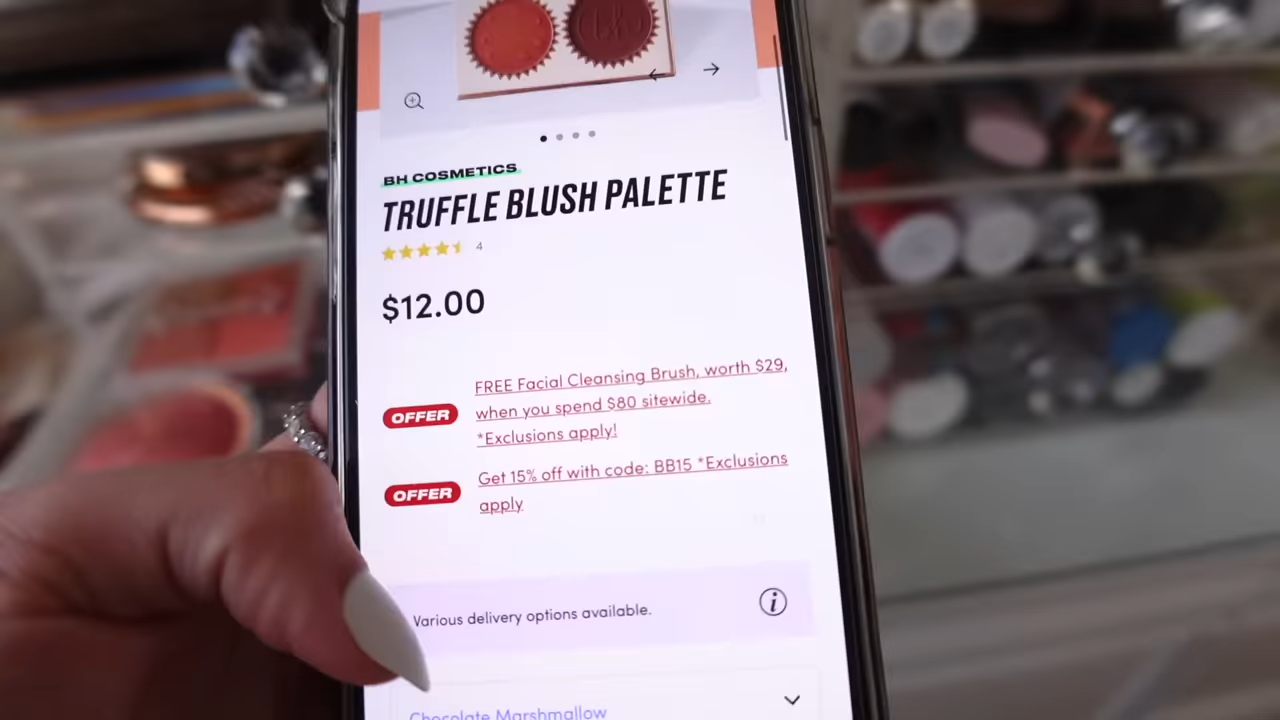 BH COSMETICS
TRUFFLE BLUSH PALETTE
4
$12.00
FREE Facial Cleansing Brush, worth $29,
OFFER
when you spend $80 sitewide.
*Exclusions apply!
OFFER
Get 15% off with code: BB15 *Exclusions
apply
Various delivery options available.
Chocolate Marshmallow